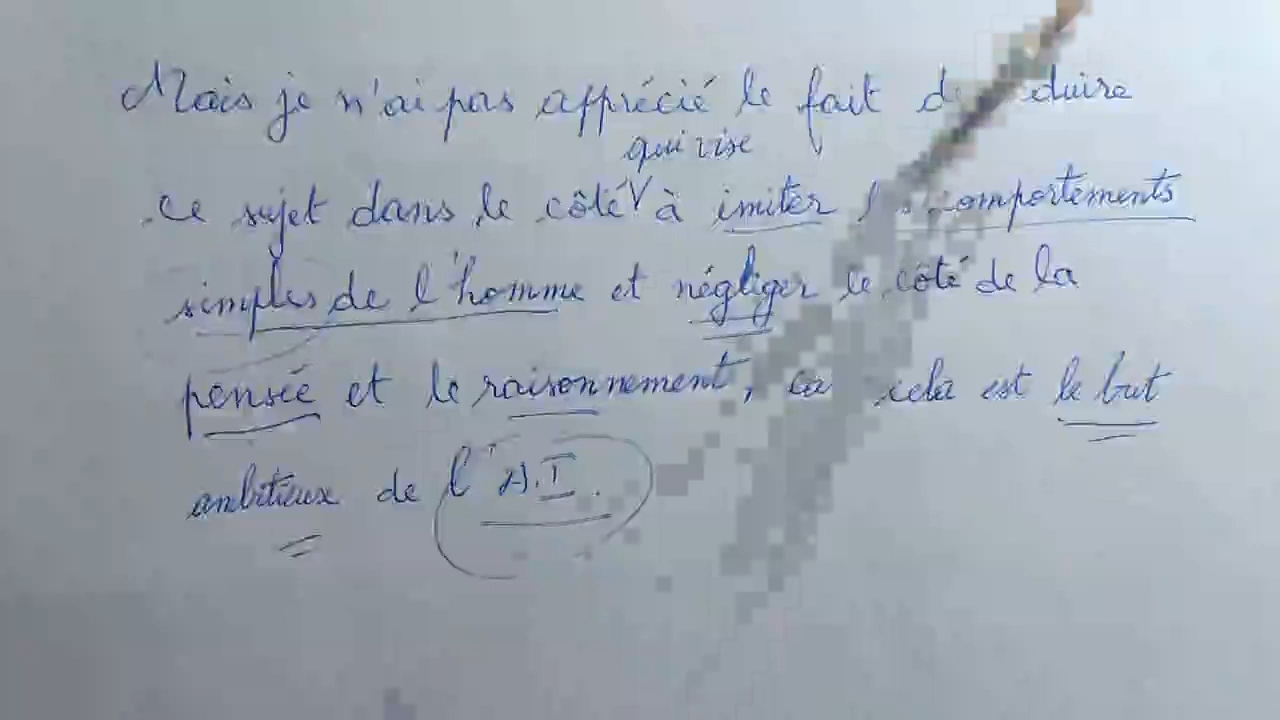 Mais je n'ai pas apprécié le fait
qui vise
ce sujet dans le côté à imiter comportements
simples de l'homme et négliger le côté de la
pensée et le raisonnement, cela est le but
ambitieux de l'A.I.